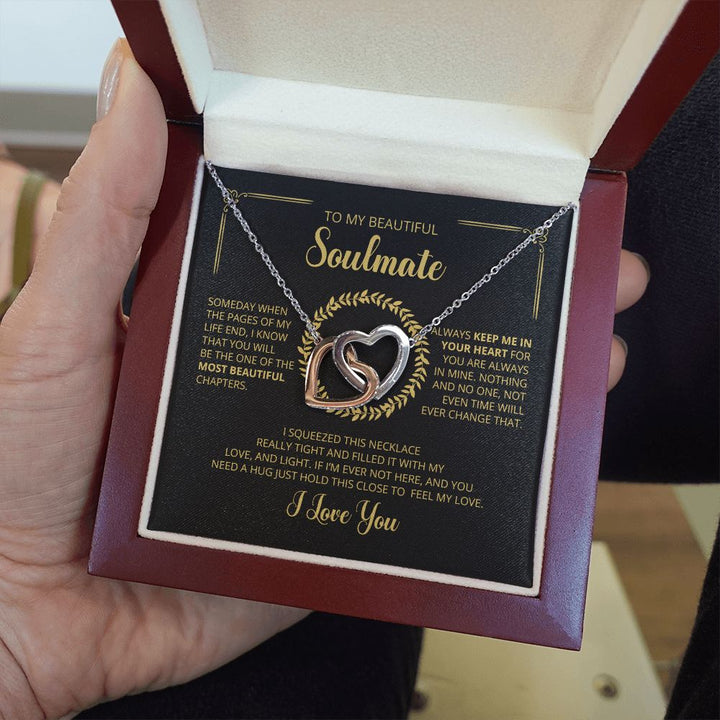 TO MY BEAUTIFUL
Soulmate
SOMEDAY WHEN
THE PAGES OF MY
LIFE END, I KNOW
THAT YOU WILL
BE THE ONE OF THE
MOST BEAUTIFUL
CHAPTERS.
ALWAYS KEEP ME IN
YOUR HEART FOR
YOU ARE ALWAYS
IN MINE. NOTHING
AND NO ONE, NOT
EVEN TIME WIILL
EVER CHANGE THAT.
I SQUEEZED THIS NECKLACE
REALLY TIGHT AND FILLED IT WITH MY
LOVE, AND LIGHT. IF I'M EVER NOT HERE, AND YOU
NEED A HUG JUST HOLD THIS CLOSE TO FEEL MY LOVE.
I Love You